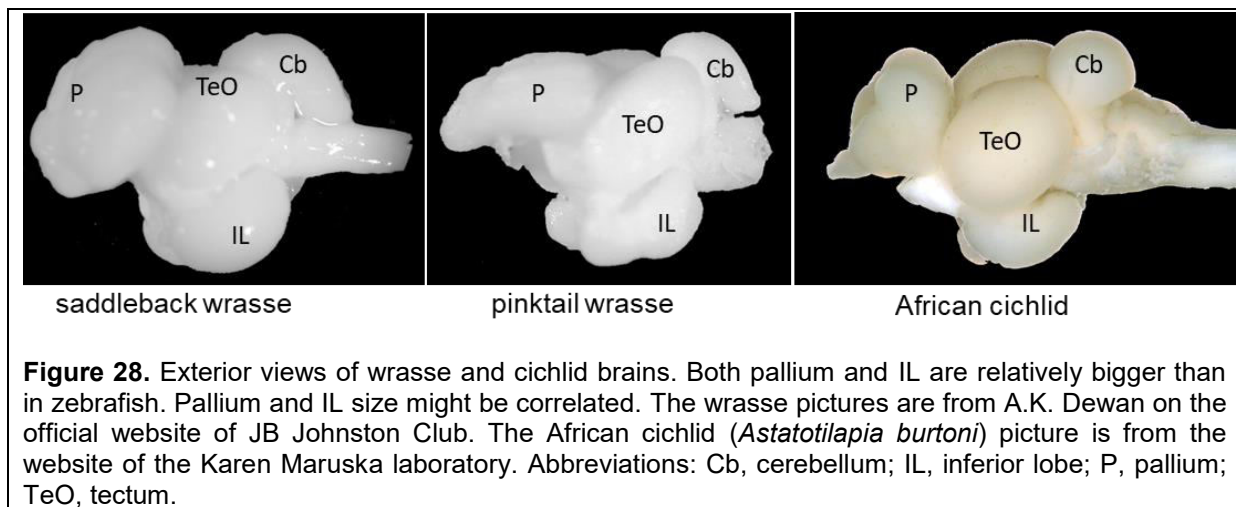 P TeO Cb IL
P TeO Cb IL
P TeO Cb IL
saddleback wrasse pinktail wrasse African cichlid
Figure 28. Exterior views of wrasse and cichlid brains. Both pallium and IL are relatively bigger than
in zebrafish. Pallium and IL size might be correlated. The wrasse pictures are from A.K. Dewan on the
official website of JB Johnston Club. The African cichlid (Astatotilapia burtoni) picture is from the
website of the Karen Maruska laboratory. Abbreviations: Cb, cerebellum; IL, inferior lobe; P, pallium;
TeO, tectum.